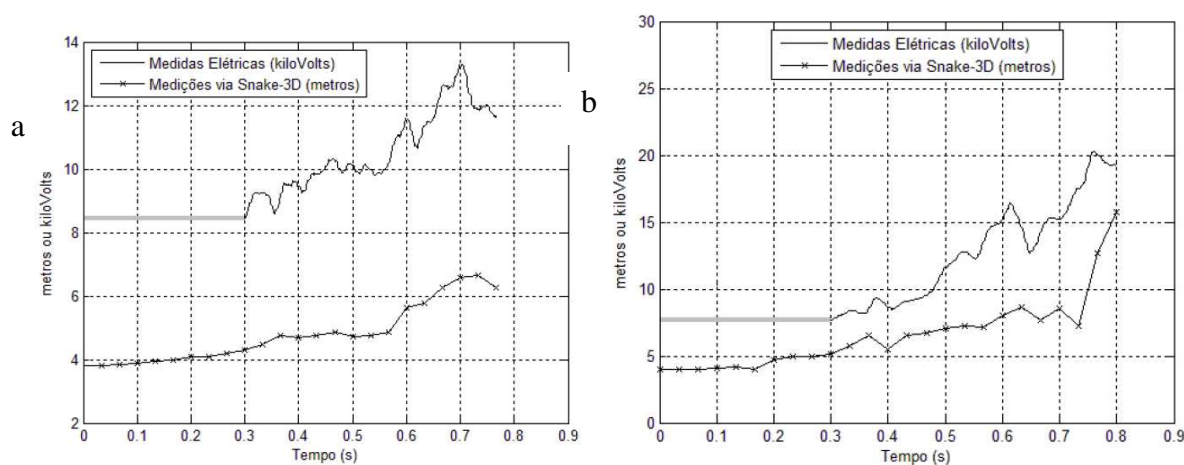 a
14
12
10
8
6
4
2
metros ou kiloVolts
Medidas Elétricas (kiloVolts)
Medições via Snake-3D (metros)
0 0.1 0.2 0.3 0.4 0.5 0.6 0.7 0.8 0.9
Tempo (s)
b
30
25
20
15
10
5
0
metros ou kiloVolts
Medidas Elétricas (kiloVolts)
Medições via Snake-3D (metros)
0 0.1 0.2 0.3 0.4 0.5 0.6 0.7 0.8 0.9
Tempo (s)